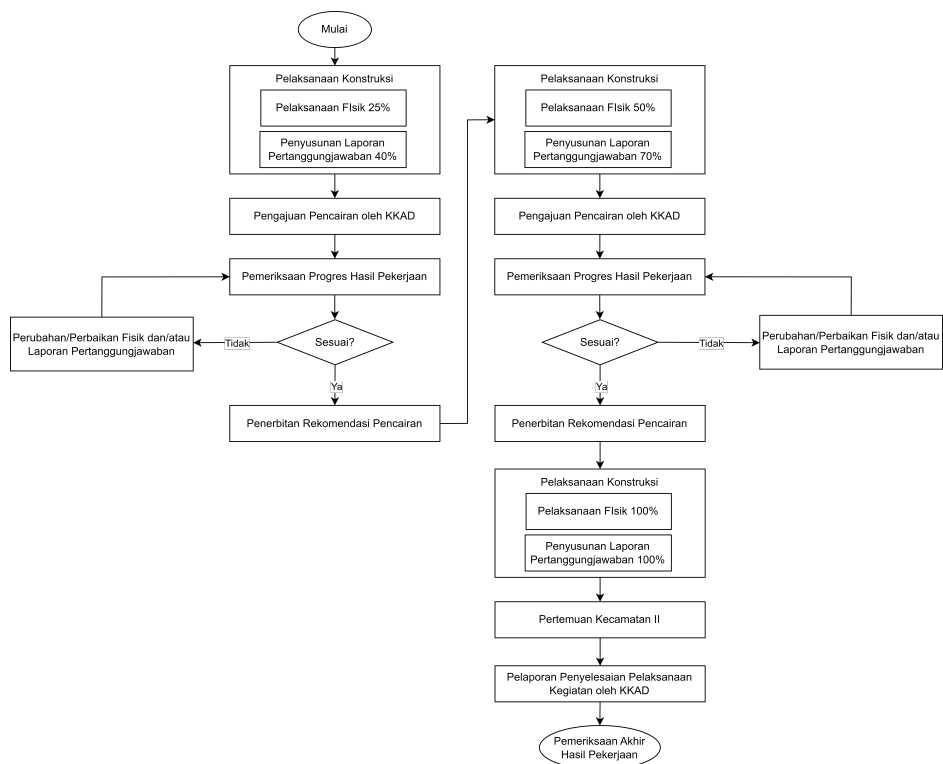 Mulai
Pelaksanaan Konstruksi
Pelaksanaan FIsik 25%
Penyusunan Laporan
Pertanggungjawaban 40%
Pengajuan Pencairan oleh KKAD
Pemeriksaan Progres Hasil Pekerjaan
Sesuai?
Tidak
Perubahan/Perbaikan Fisik dan/atau
Laporan Pertanggungjawaban
Ya
Penerbitan Rekomendasi Pencairan
Pelaksanaan Konstruksi
Pelaksanaan FIsik 50%
Penyusunan Laporan
Pertanggungjawaban 70%
Pengajuan Pencairan oleh KKAD
Pemeriksaan Progres Hasil Pekerjaan
Sesuai?
Tidak
Perubahan/Perbaikan Fisik dan/atau
Laporan Pertanggungjawaban
Ya
Penerbitan Rekomendasi Pencairan
Pelaksanaan Konstruksi
Pelaksanaan FIsik 100%
Penyusunan Laporan
Pertanggungjawaban 100%
Pertemuan Kecamatan II
Pelaporan Penyelesaian Pelaksanaan
Kegiatan oleh KKAD
Pemeriksaan Akhir
Hasil Pekerjaan